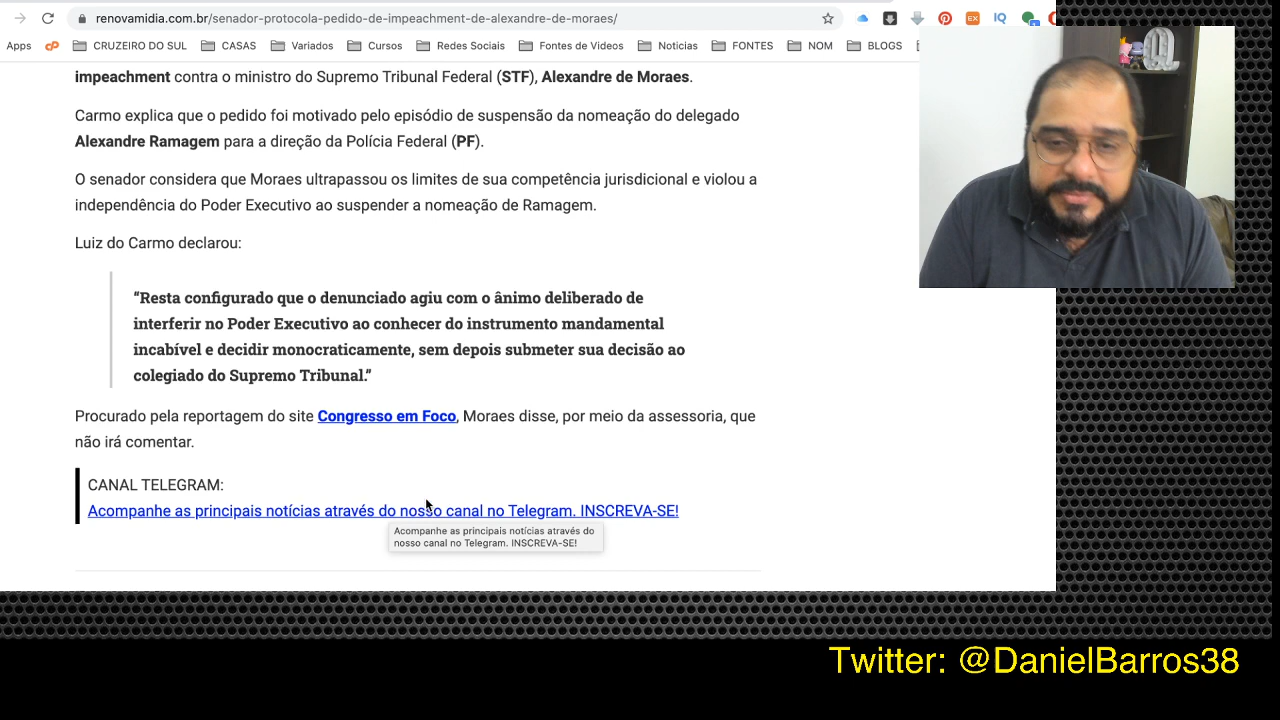 renovamidia.com.br/senador-protocola-pedido-de-impeachment-de-alexandre-de-moraes/
EX
IQ
Apps
CRUZEIRO DO SUL
CASAS
Variados
Cursos
Redes Sociais
Fontes de Videos
Noticias
FONTES
NOM
BLOGS
impeachment contra o ministro do Supremo Tribunal Federal (STF), Alexandre de Moraes.
Carmo explica que o pedido foi motivado pelo episódio de suspensão da nomeação do delegado
Alexandre Ramagem para a direção da Polícia Federal (PF).
O senador considera que Moraes ultrapassou os limites de sua competência jurisdicional e violou a
independência do Poder Executivo ao suspender a nomeação de Ramagem.
Luiz do Carmo declarou:
“Resta configurado que o denunciado agiu com o ânimo deliberado de
interferir no Poder Executivo ao conhecer do instrumento mandamental
incabível e decidir monocraticamente, sem depois submeter sua decisão ao
colegiado do Supremo Tribunal.“
Procurado pela reportagem do site Congresso em Foco, Moraes disse, por meio da assessoria, que
não irá comentar.
CANAL TELEGRAM:
Acompanhe as principais notícias através do nosso canal no Telegram. INSCREVA-SE!
Acompanhe as principais notícias através do
nosso canal no Telegram. INSCREVA-SE!
Twitter: @DanielBarros38